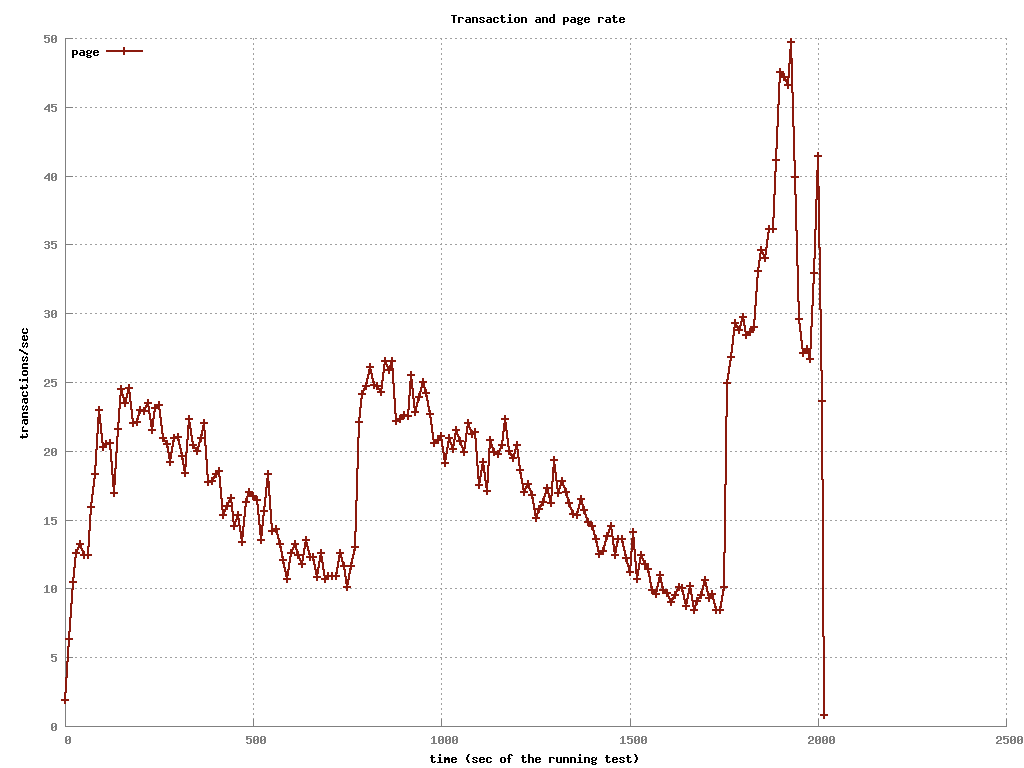 Transaction and page rate
page
50
45
40
35
30
25
20
15
10
5
0
transactions/sec
0 500 1000 1500 2000 2500
time (sec of the running test)